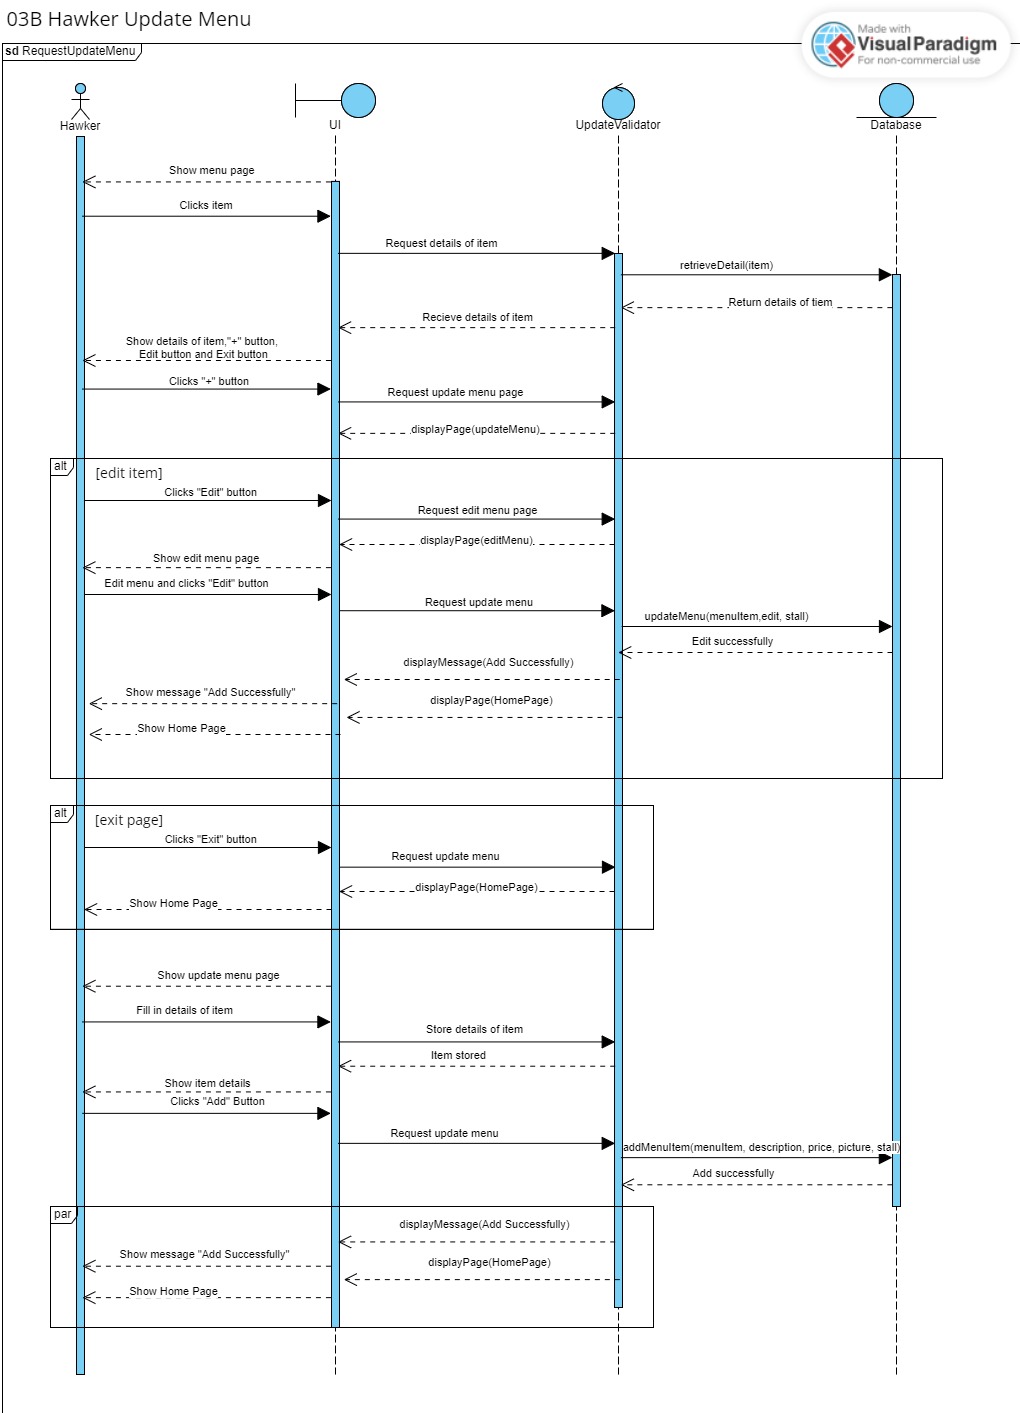 03B Hawker Update Menu
Made with
VisualParadigm
For non-commercial use
sd RequestUpdateMenu
Hawker
UI
UpdateValidator
Database
Show menu page
Clicks item
Request details of item
retrieveDetail(item)
Return details of tiem
Recieve details of item
Show details of item,"+" button,
Edit button and Exit button
Clicks "+" button
Request update menu page
displayPage(updateMenu)
alt
[edit item]
Clicks "Edit" button
Request edit menu page
displayPage(editMenu)
Show edit menu page
Edit menu and clicks "Edit" button
Request update menu
updateMenu(menuItem,edit, stall)
Edit successfully
displayMessage(Add Successfully)
Show message "Add Successfully"
displayPage(HomePage)
Show Home Page
alt
[exit page]
Clicks "Exit" button
Request update menu
displayPage(HomePage)
Show Home Page
Show update menu page
Fill in details of item
Store details of item
Item stored
Show item details
Clicks "Add" Button
Request update menu
addMenuItem(menuItem, description, price, picture, stall)
Add successfully
par
displayMessage(Add Successfully)
Show message "Add Successfully"
displayPage(HomePage)
Show Home Page